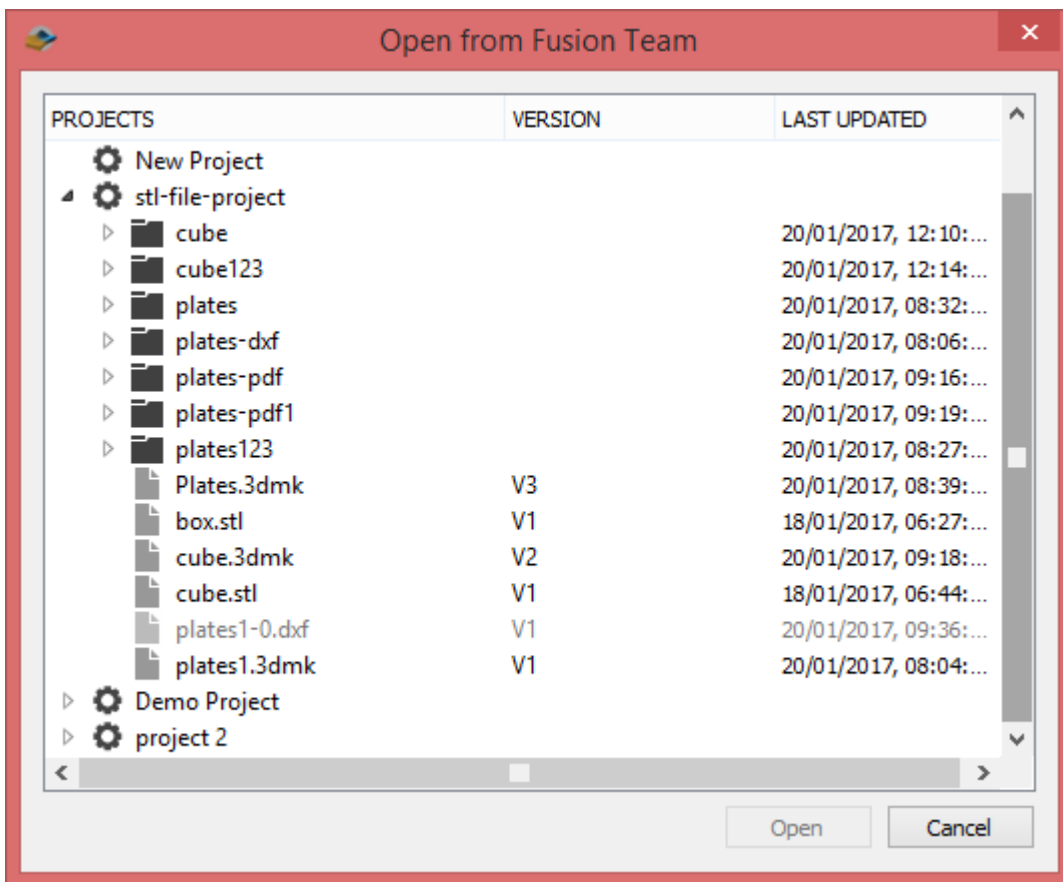 Open from Fusion Team
PROJECTS VERSION LAST UPDATED
New Project
stl-file-project
cube 20/01/2017, 12:10:...
cube123 20/01/2017, 12:14:...
plates 20/01/2017, 08:32:...
plates-dxf 20/01/2017, 08:06:...
plates-pdf 20/01/2017, 09:16:...
plates-pdf1 20/01/2017, 09:19:...
plates123 20/01/2017, 08:27:...
Plates.3dmk V3 20/01/2017, 08:39:...
box.stl V1 18/01/2017, 06:27:...
cube.3dmk V2 20/01/2017, 09:18:...
cube.stl V1 18/01/2017, 06:44:...
plates1-0.dxf V1 20/01/2017, 09:36:...
plates1.3dmk V1 20/01/2017, 08:04:...
Demo Project
project 2
Open Cancel